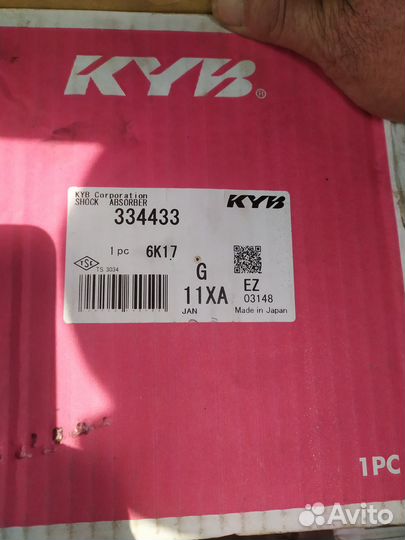 KYB®
KYB Corporation
SHOCK ABSORBER
KYB
334433
1 pc 6K17
TSE
TS 3034
G
11XA
EZ
03148
JAN
Made in Japan
1PC
Avito